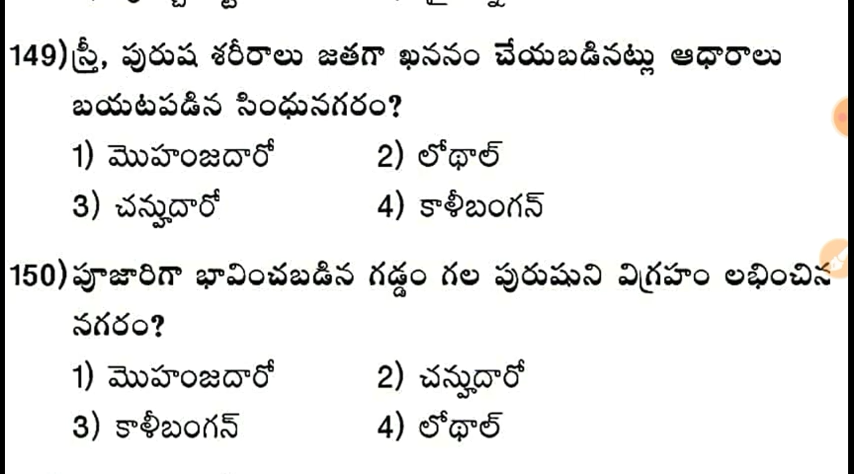 149) స్త్రీ, పురుష శరీరాలు జతగా ఖననం చేయబడినట్లు ఆధారాలు
బయటపడిన సింధునగరం?
1) మొహంజదారో 2) లోథాల్
3) చన్హుదారో 4) కాళీబంగన్
150) పూజారిగా భావించబడిన గడ్డం గల పురుషుని విగ్రహం లభించిన
నగరం?
1) మొహంజదారో 2) చన్హుదారో
3) కాళీబంగన్ 4) లోథాల్